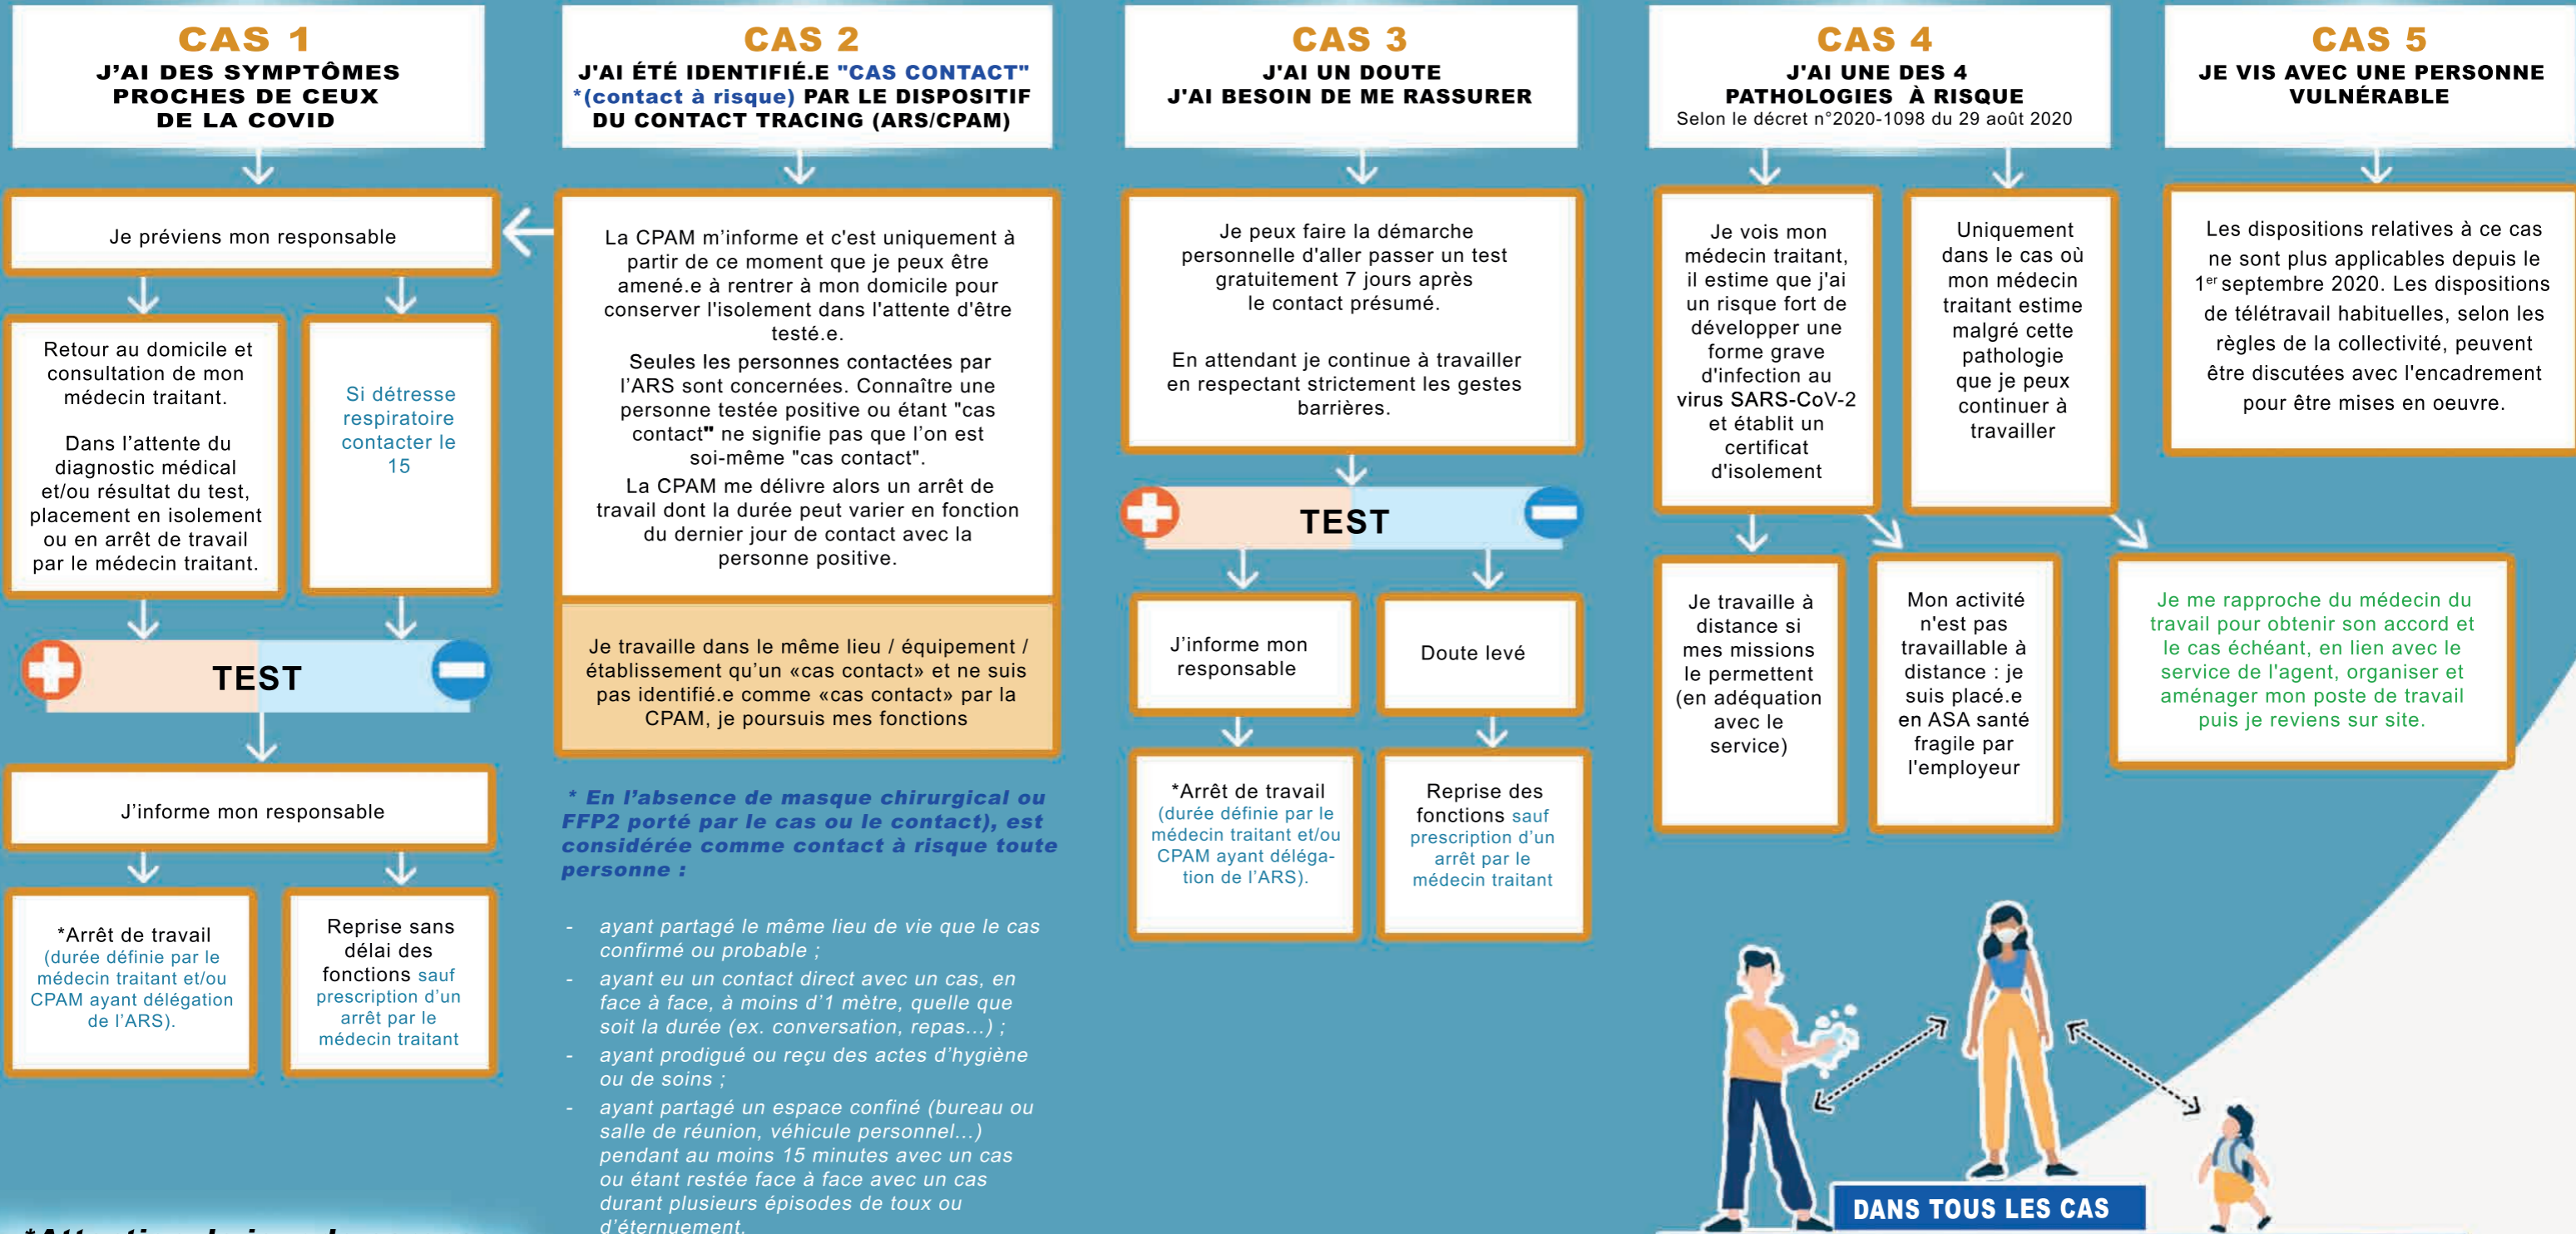 CAS 1
J'AI DES SYMPTÔMES
PROCHES DE CEUX
DE LA COVID
Je préviens mon responsable
Retour au domicile et
consultation de mon
médecin traitant.
Dans l'attente du
diagnostic médical
et/ou résultat du test,
placement en isolement
ou en arrêt de travail
par le médecin traitant.
Si détresse
respiratoire
contacter le
15
TEST
J'informe mon responsable
*Arrêt de travail
(durée définie par le
médecin traitant et/ou
CPAM ayant délégation
de l'ARS).
Reprise sans
délai des
fonctions sauf
prescription d'un
arrêt par le
médecin traitant
CAS 2
J'AI ÉTÉ IDENTIFIÉ.E "CAS CONTACT"
*(contact à risque) PAR LE DISPOSITIF
DU CONTACT TRACING (ARS/CPAM)
La CPAM m'informe et c'est uniquement à
partir de ce moment que je peux être
amené.e à rentrer à mon domicile pour
conserver l'isolement dans l'attente d'être
testé.e.
Seules les personnes contactées par
l'ARS sont concernées. Connaître une
personne testée positive ou étant "cas
contact" ne signifie pas que l'on est
soi-même "cas contact".
La CPAM me délivre alors un arrêt de
travail dont la durée peut varier en fonction
du dernier jour de contact avec la
personne positive.
Je travaille dans le même lieu / équipement /
établissement qu'un «cas contact» et ne suis
pas identifié.e comme «cas contact» par la
CPAM, je poursuis mes fonctions
* En l'absence de masque chirurgical ou
FFP2 porté par le cas ou le contact), est
considérée comme contact à risque toute
personne :
- ayant partagé le même lieu de vie que le cas
confirmé ou probable ;
- ayant eu un contact direct avec un cas, en
face à face, à moins d'1 mètre, quelle que
soit la durée (ex. conversation, repas...) ;
- ayant prodigué ou reçu des actes d'hygiène
ou de soins ;
- ayant partagé un espace confiné (bureau ou
salle de réunion, véhicule personnel...)
pendant au moins 15 minutes avec un cas
ou étant restée face à face avec un cas
durant plusieurs épisodes de toux ou
d'éternuement.
CAS 3
J'AI UN DOUTE
J'AI BESOIN DE ME RASSURER
Je peux faire la démarche
personnelle d'aller passer un test
gratuitement 7 jours après
le contact présumé.
En attendant je continue à travailler
en respectant strictement les gestes
barrières.
TEST
J'informe mon
responsable
Doute levé
*Arrêt de travail
(durée définie par le
médecin traitant et/ou
CPAM ayant déléga-
tion de l'ARS).
Reprise des
fonctions sauf
prescription d'un
arrêt par le
médecin traitant
CAS 4
J'AI UNE DES 4
PATHOLOGIES À RISQUE
Selon le décret n°2020-1098 du 29 août 2020
Je vois mon
médecin traitant,
il estime que j'ai
un risque fort de
développer une
forme grave
d'infection au
virus SARS-CoV-2
et établit un
certificat
d'isolement
Uniquement
dans le cas où
mon médecin
traitant estime
malgré cette
pathologie
que je peux
continuer à
travailler
Je travaille à
distance si
mes missions
le permettent
(en adéquation
avec le
service)
Mon activité
n'est pas
travaillable à
distance : je
suis placé.e
en ASA santé
fragile par
l'employeur
Je me rapproche du médecin du
travail pour obtenir son accord et
le cas échéant, en lien avec le
service de l'agent, organiser et
aménager mon poste de travail
puis je reviens sur site.
CAS 5
JE VIS AVEC UNE PERSONNE
VULNÉRABLE
Les dispositions relatives à ce cas
ne sont plus applicables depuis le
1er septembre 2020. Les dispositions
de télétravail habituelles, selon les
règles de la collectivité, peuvent
être discutées avec l'encadrement
pour être mises en oeuvre.
DANS TOUS LES CAS